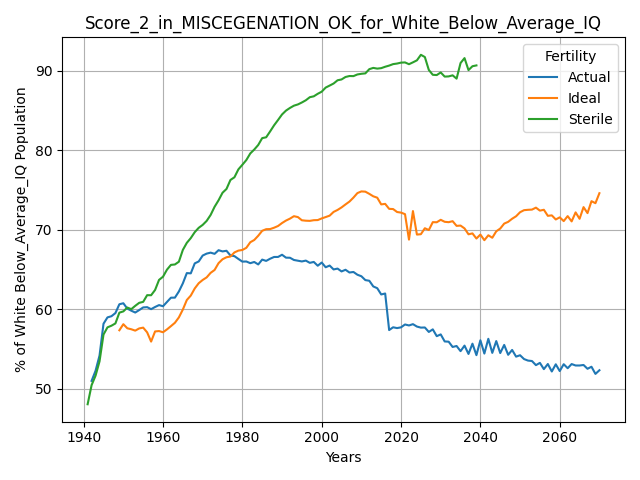 Score_2_in_MISCEGENATION_OK_for_White_Below_Average_IQ
% of White Below_Average_IQ Population
90
80
70
60
50
Fertility
Actual
Ideal
Sterile
1940 1960 1980 2000 2020 2040 2060
Years